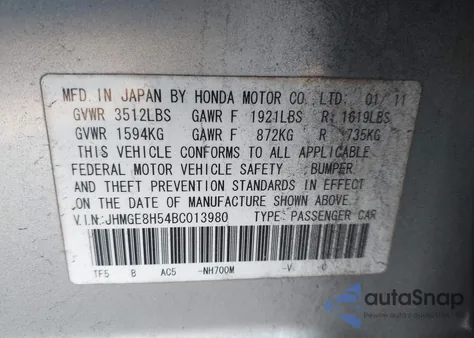 MFD. IN JAPAN BY HONDA MOTOR CO., LTD. 01/11
GVWR 3512LBS GAWR F 1921LBS R 1619LBS
GVWR 1594KG GAWR F 872KG R 735KG
THIS VEHICLE CONFORMS TO ALL APPLICABLE
FEDERAL MOTOR VEHICLE SAFETY BUMPER,
AND THEFT PREVENTION STANDARDS IN EFFECT
ON THE DATE OF MANUFACTURE SHOWN ABOVE.
V.I.N: JHMGE8H54BC013980 TYPE: PASSENGER CAR
TF5 B AC5 -NH700M -V
autoSnap